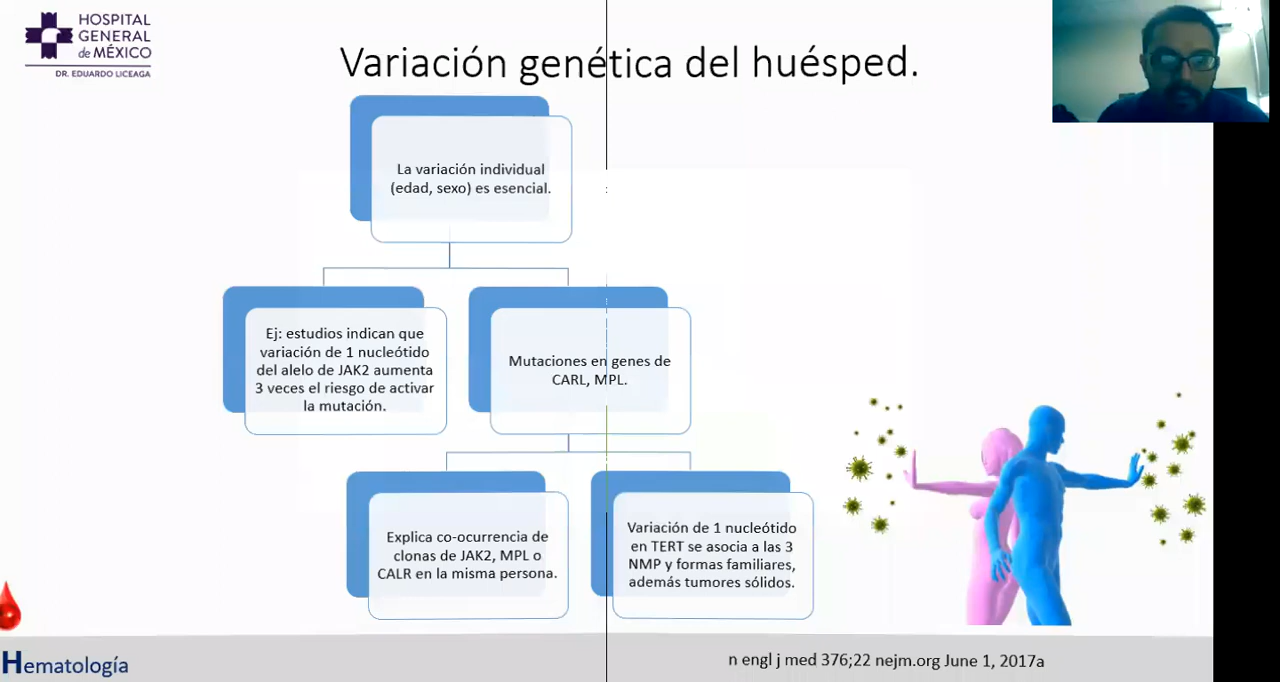 HOSPITAL
GENERAL
de MÉXICO
DR. EDUARDO LICEAGA
Variación genética del huésped.
La variación individual
(edad, sexo) es esencial.
Ej: estudios indican que
variación de 1 nucleótido
del alelo de JAK2 aumenta
3 veces el riesgo de activar
la mutación.
Mutaciones en genes de
CARL, MPL.
Explica co-ocurrencia de
clonas de JAK2, MPL o
CALR en la misma persona.
Variación de 1 nucleótido
en TERT se asocia a las 3
NMP y formas familiares,
además tumores sólidos.
Hematología
n engl j med 376;22 nejm.org June 1, 2017a